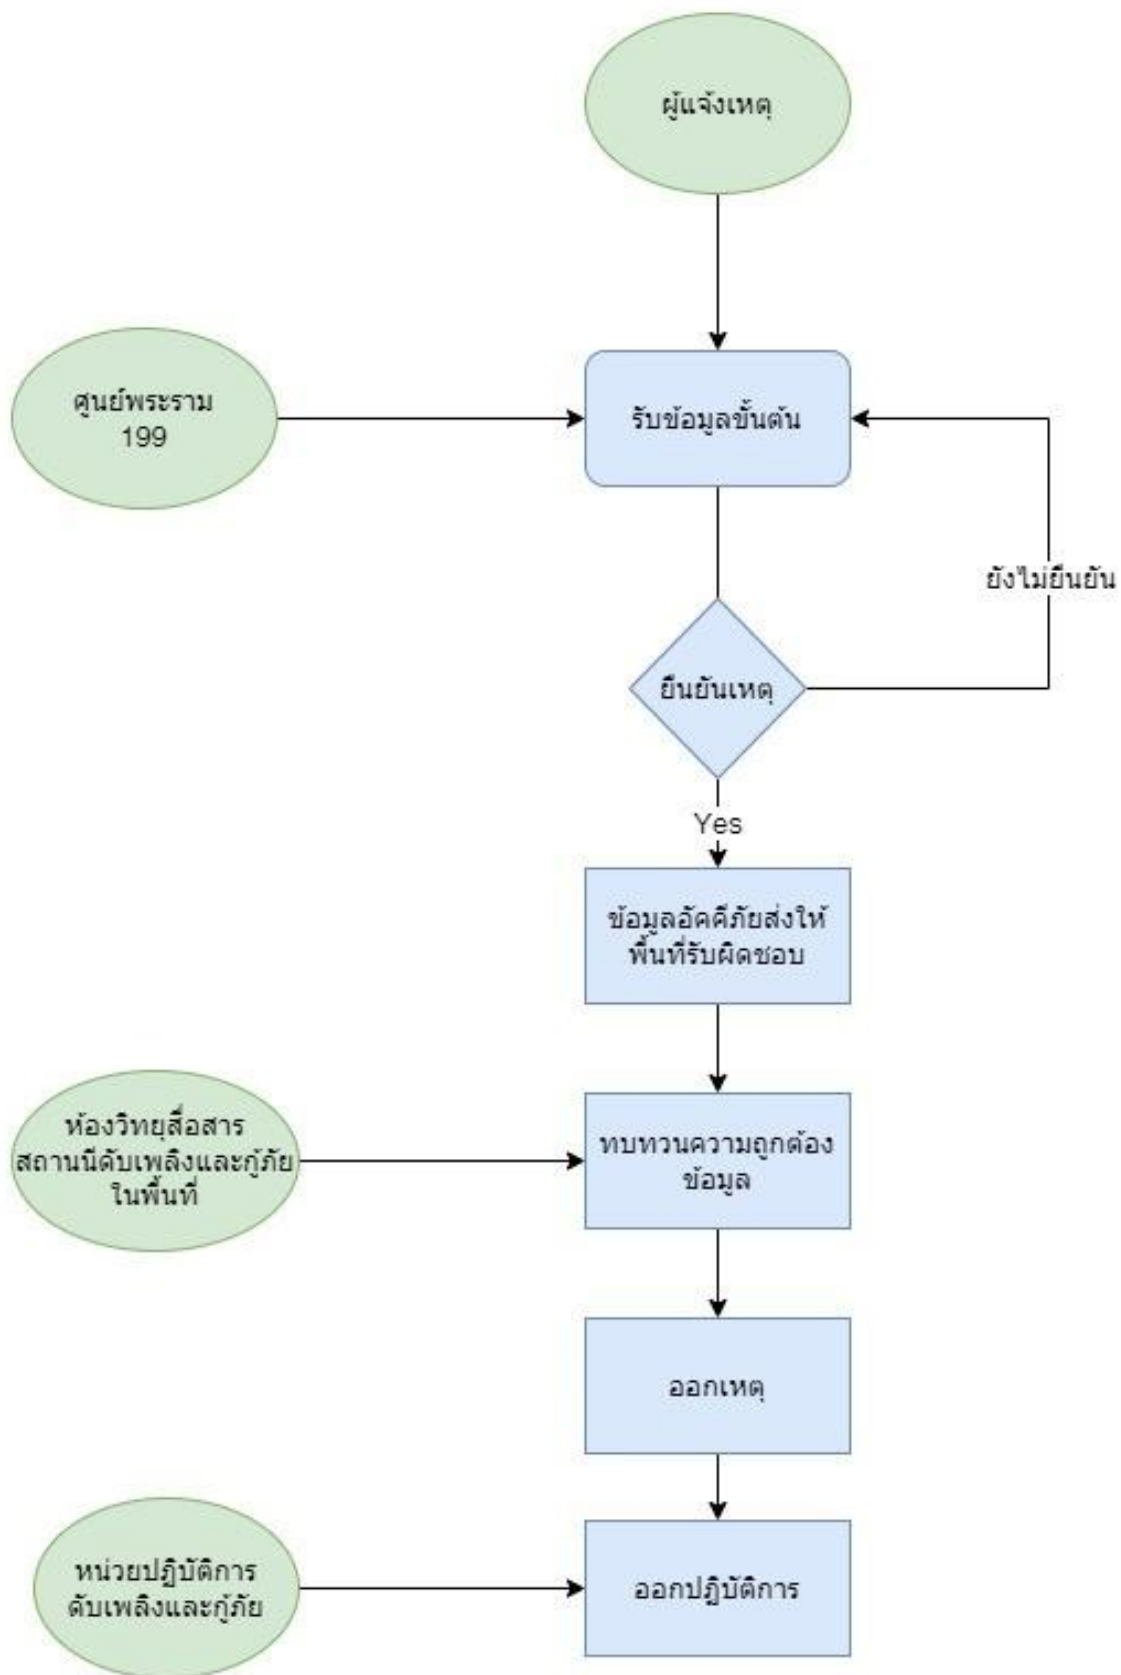 ผู้แจ้งเหตุ
ศูนย์พระราม
199
รับข้อมูลขั้นต้น
ยังไม่ยืนยัน
ยืนยันเหตุ
Yes
ข้อมูลอัคคีภัยส่งให้
พื้นที่รับผิดชอบ
ห้องวิทยุสื่อสาร
สถานนีดับเพลิงและกู้ภัย
ในพื้นที่
ทบทวนความถูกต้อง
ข้อมูล
ออกเหตุ
หน่วยปฏิบัติการ
ดับเพลิงและกู้ภัย
ออกปฏิบัติการ